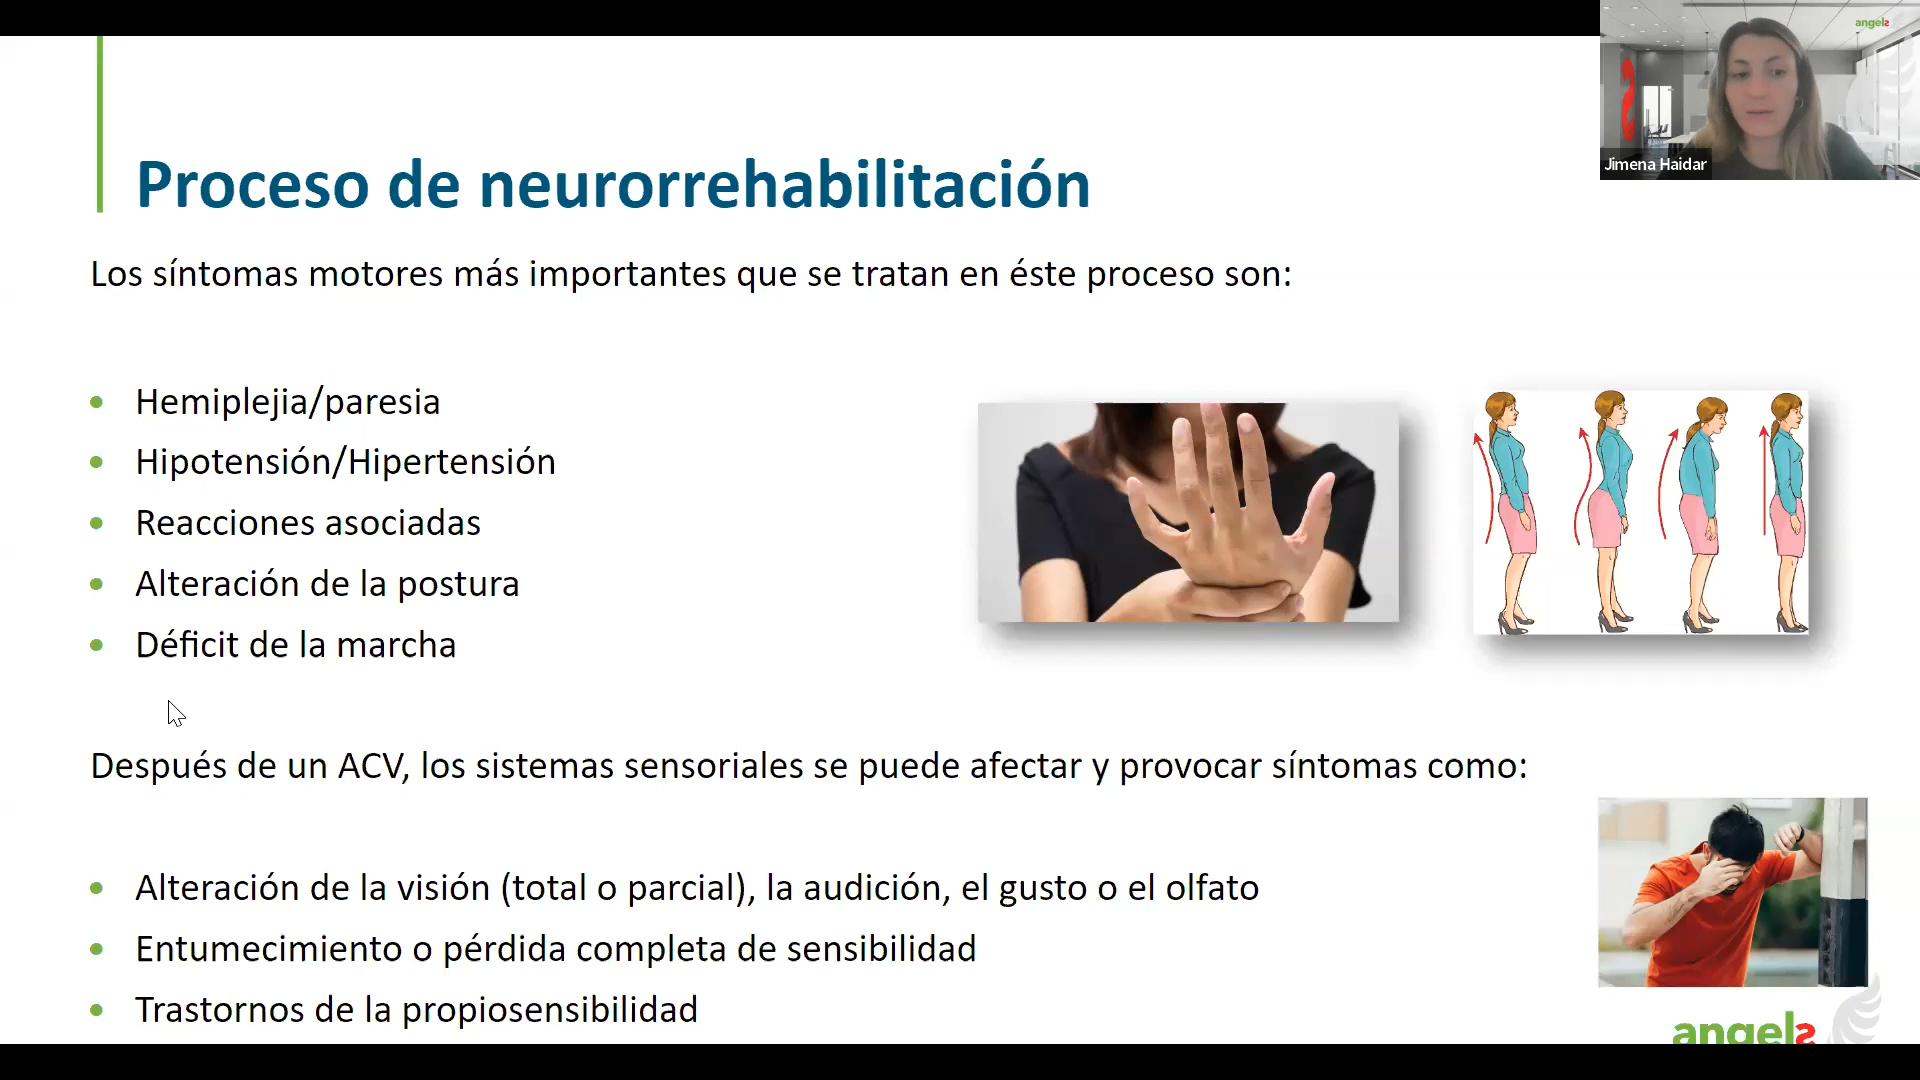 angels
Jimena Haidar
Proceso de neurorrehabilitación
Los síntomas motores más importantes que se tratan en éste proceso son:
Hemiplejia/paresia
Hipotensión/Hipertensión
Reacciones asociadas
Alteración de la postura
Déficit de la marcha
Después de un ACV, los sistemas sensoriales se puede afectar y provocar síntomas como:
Alteración de la visión (total o parcial), la audición, el gusto o el olfato
Entumecimiento o pérdida completa de sensibilidad
Trastornos de la propiosensibilidad
angels